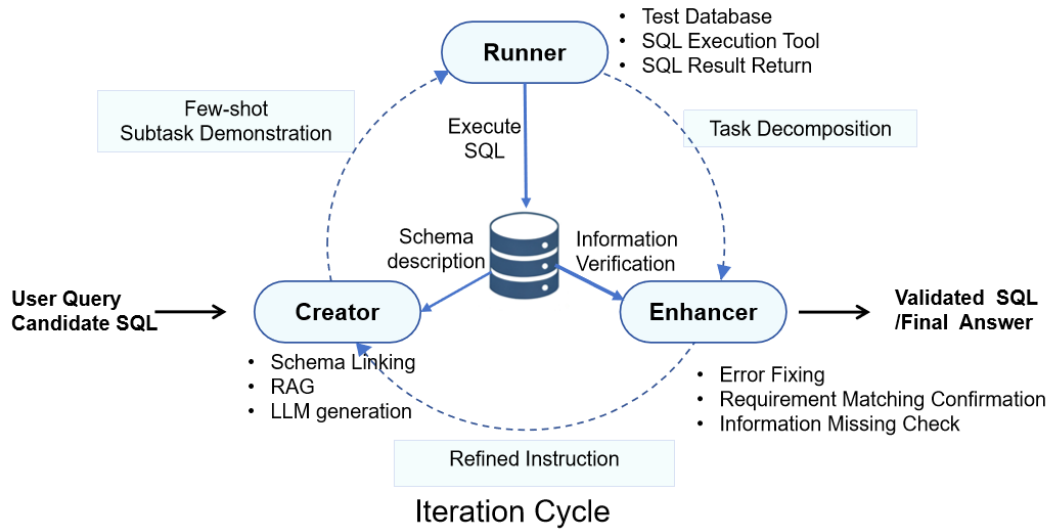 Runner
• Test Database
• SQL Execution Tool
• SQL Result Return
Few-shot
Subtask Demonstration
Execute
SQL
Task Decomposition
Schema
description
Information
Verification
User Query
Candidate SQL
Creator
Enhancer
Validated SQL
/Final Answer
• Schema Linking
• RAG
• LLM generation
• Error Fixing
• Requirement Matching Confirmation
• Information Missing Check
Refined Instruction
Iteration Cycle